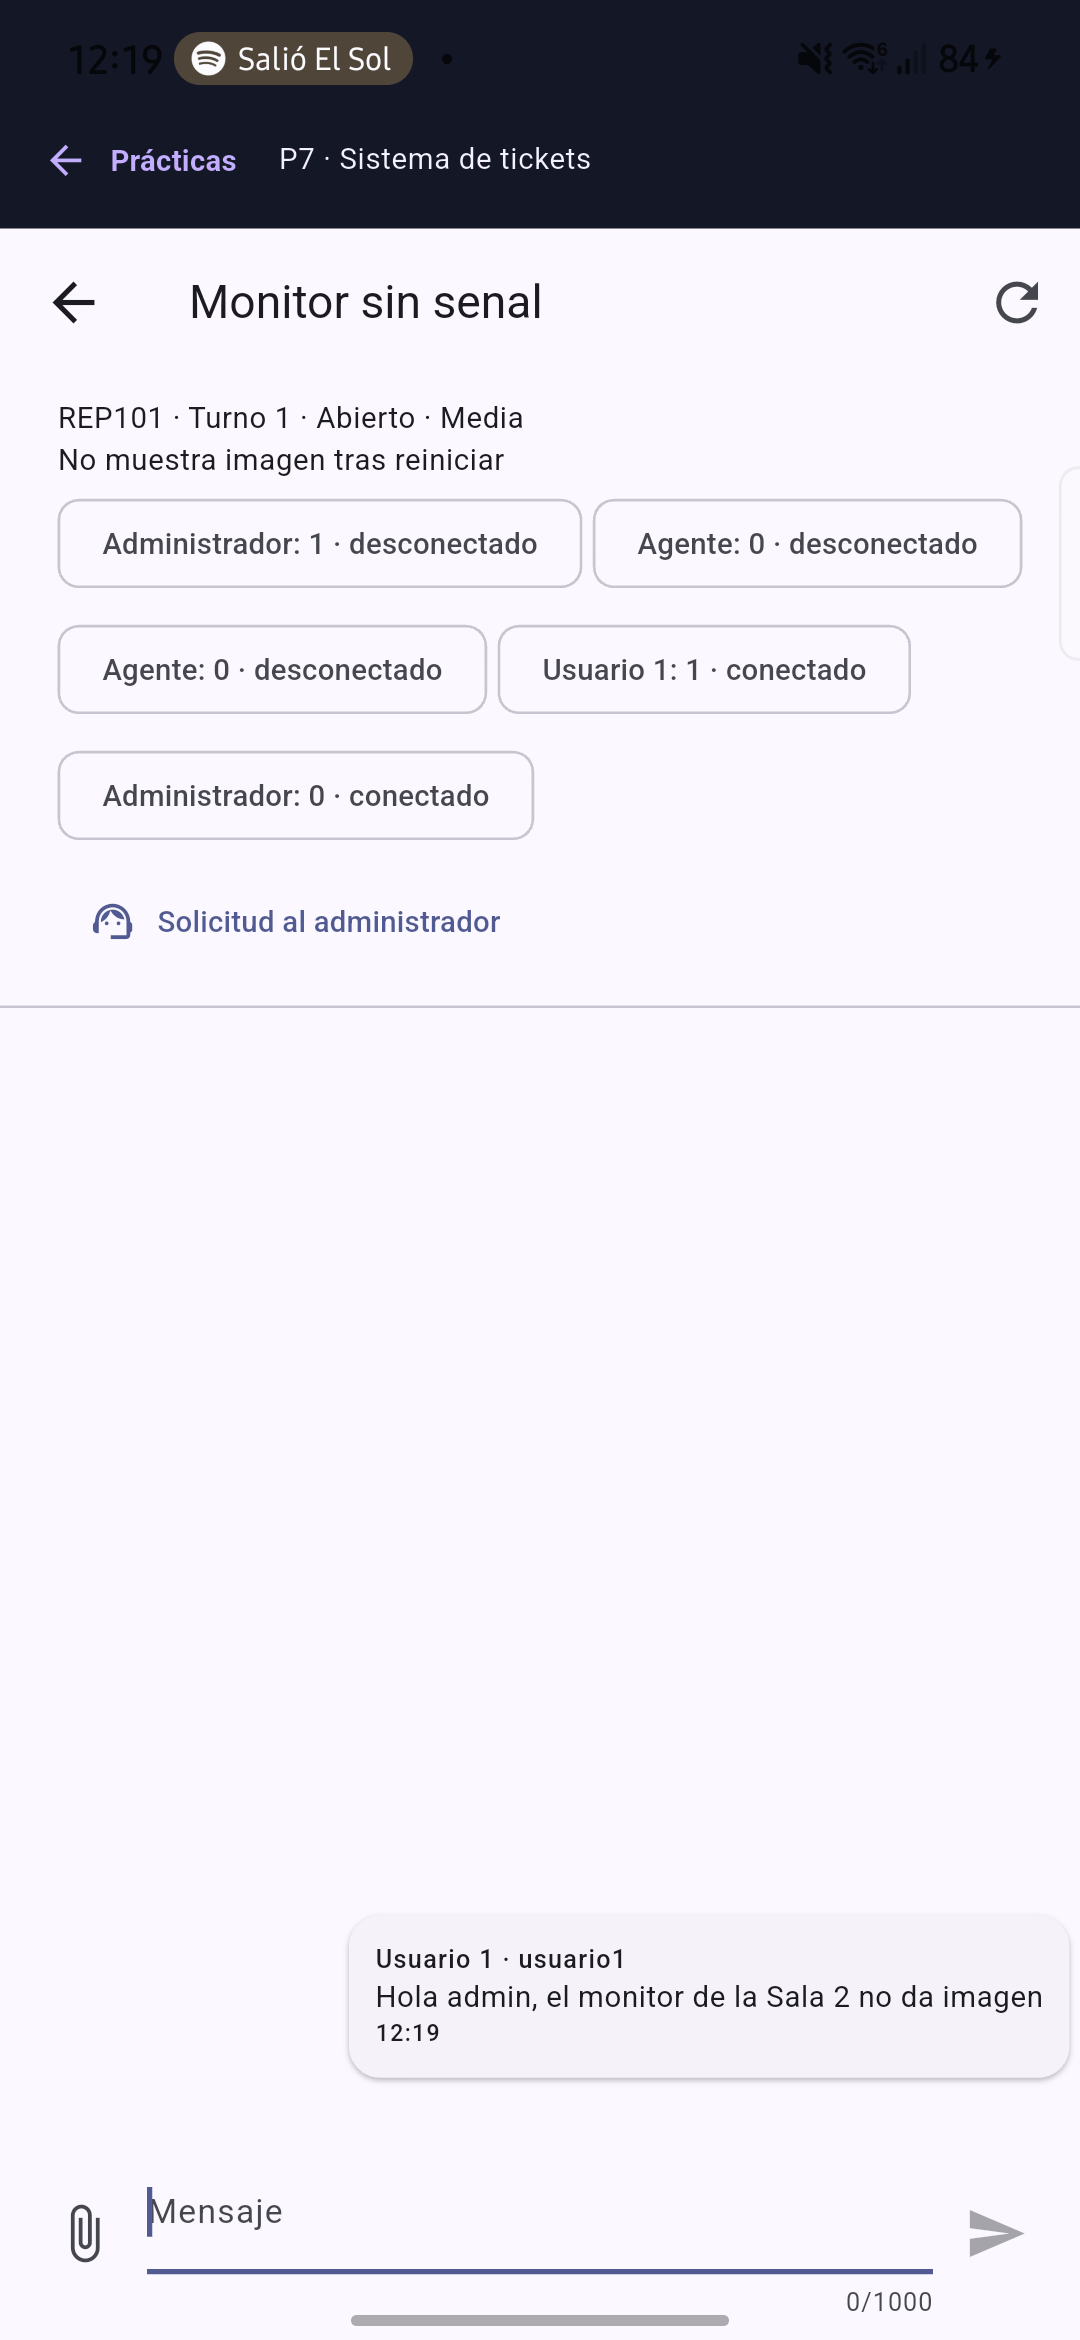 12:19 Salió El Sol 6 84
Prácticas P7 · Sistema de tickets
Monitor sin senal
REP101 · Turno 1 · Abierto · Media
No muestra imagen tras reiniciar
Administrador: 1 · desconectado
Agente: 0 · desconectado
Agente: 0 · desconectado
Usuario 1: 1 · conectado
Administrador: 0 · conectado
Solicitud al administrador
Usuario 1 · usuario1
Hola admin, el monitor de la Sala 2 no da imagen
12:19
Mensaje
0/1000